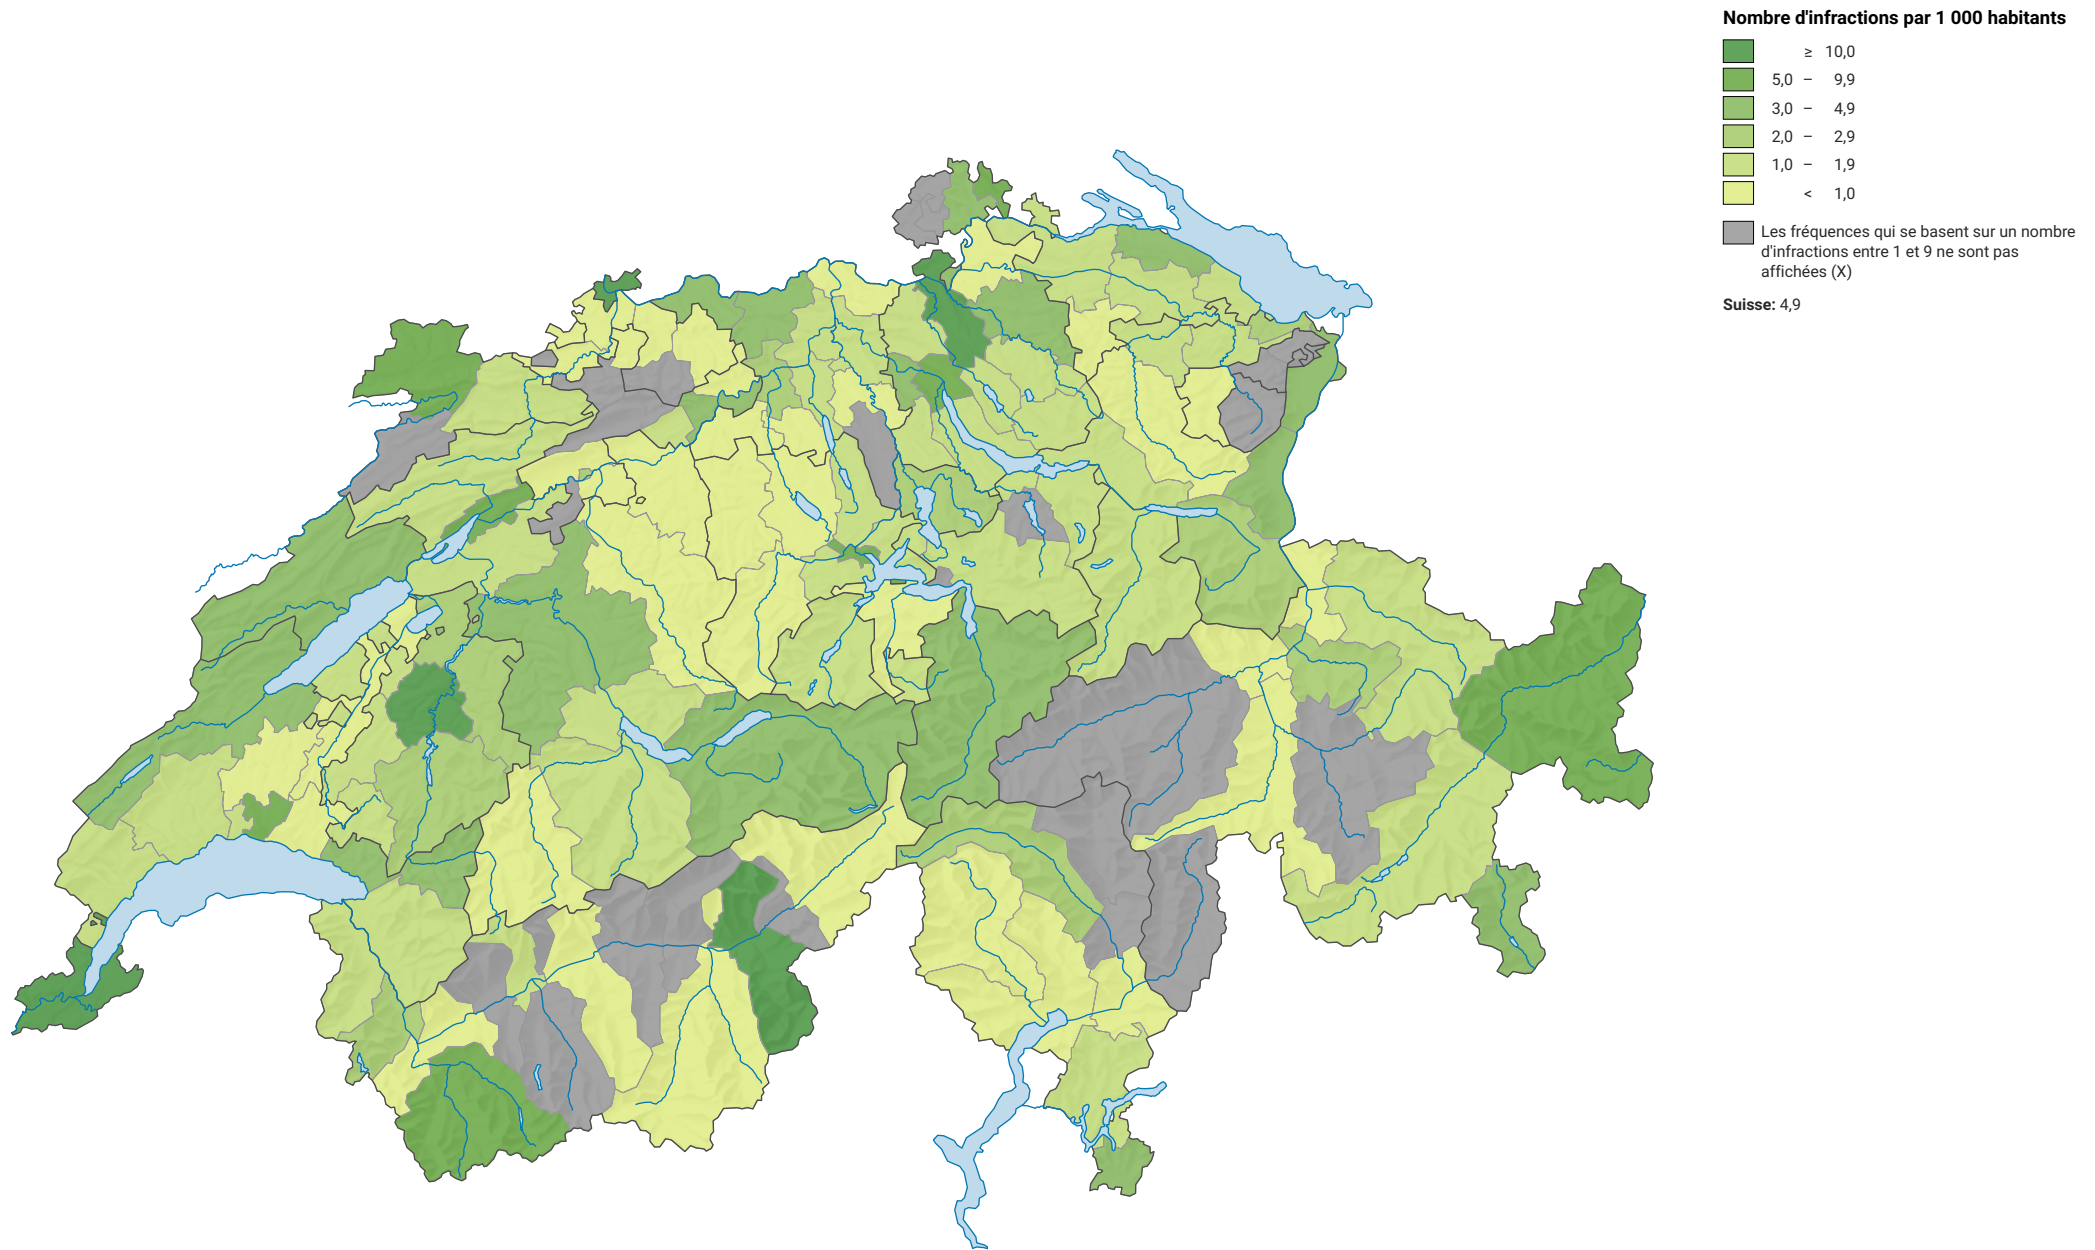 Nombre d'infractions par 1 000 habitants
≥ 10,0
5,0 – 9,9
3,0 – 4,9
2,0 – 2,9
1,0 – 1,9
< 1,0
Les fréquences qui se basent sur un nombre
d'infractions entre 1 et 9 ne sont pas
affichées (X)
Suisse: 4,9